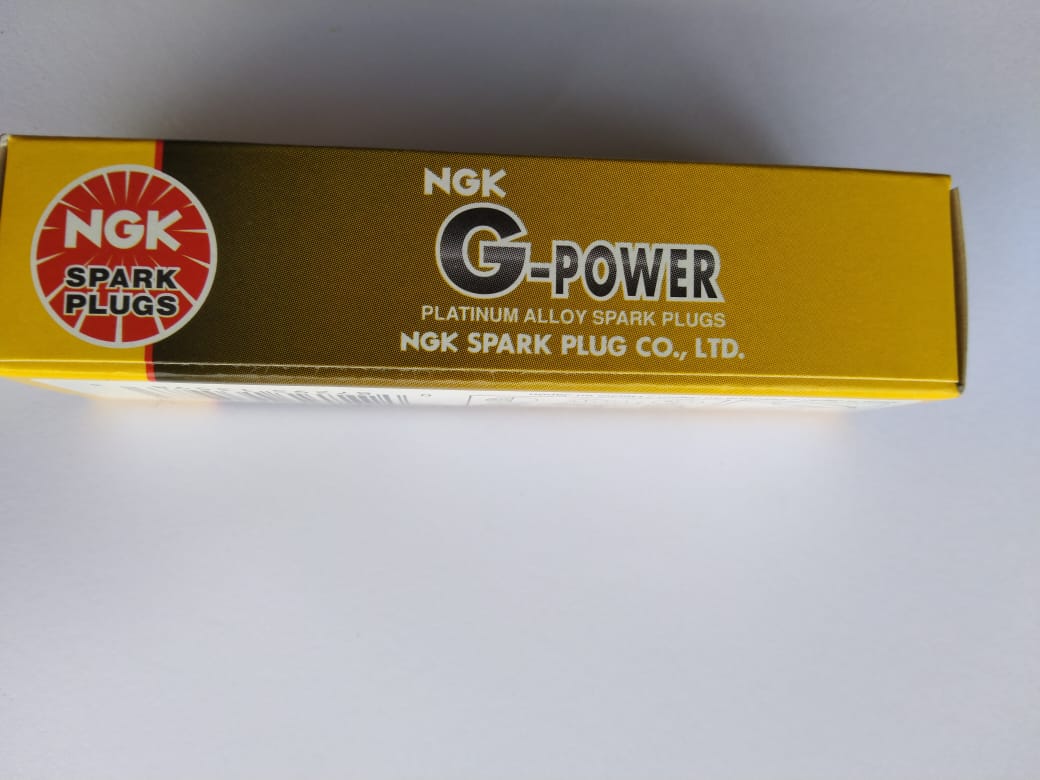 NGK
SPARK
PLUGS
NGK
G-POWER
PLATINUM ALLOY SPARK PLUGS
NGK SPARK PLUG CO., LTD.